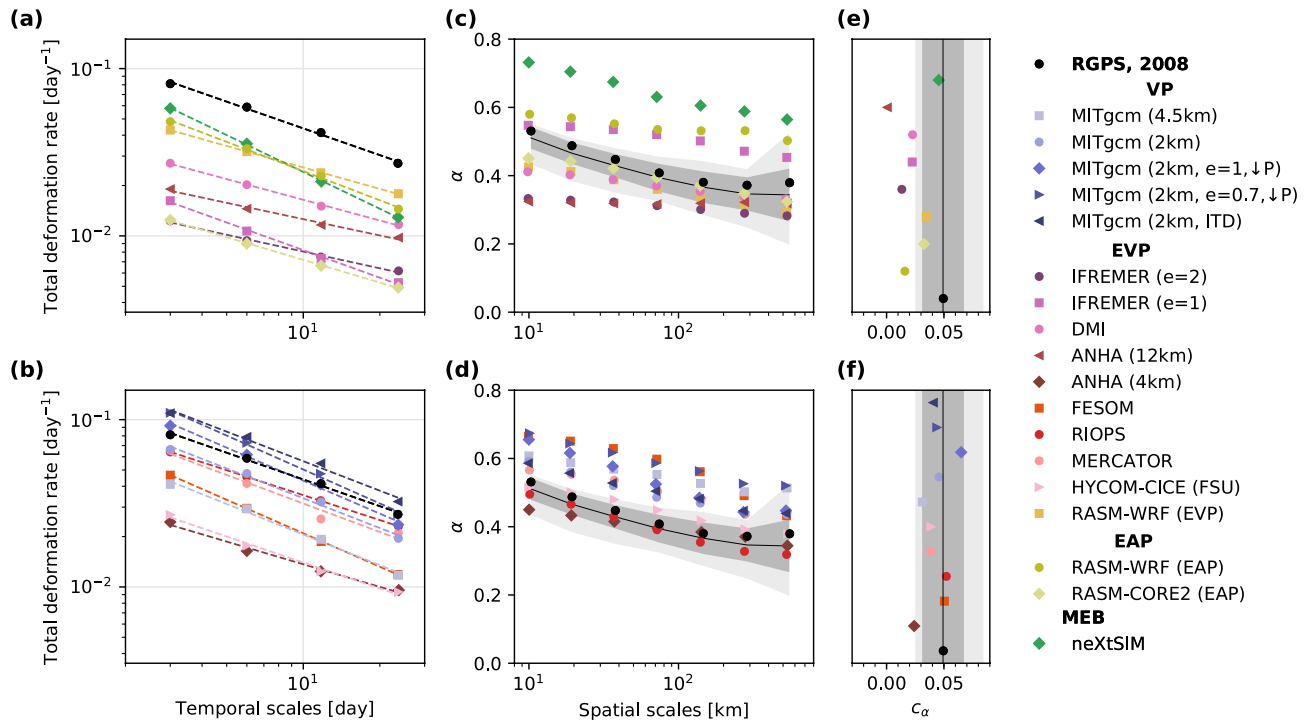 (a)
Total deformation rate [day⁻¹]
10⁻¹
10⁻²
10¹
(c)
α
0.8
0.6
0.4
0.2
0.0
10¹
10²
(e)
0.00
0.05
(b)
Total deformation rate [day⁻¹]
10⁻¹
10⁻²
10¹
Temporal scales [day]
(d)
α
0.8
0.6
0.4
0.2
0.0
10¹
10²
Spatial scales [km]
(f)
0.00
0.05
cα
RGPS, 2008
VP
MITgcm (4.5km)
MITgcm (2km)
MITgcm (2km, e=1,↓P)
MITgcm (2km, e=0.7,↓P)
MITgcm (2km, ITD)
EVP
IFREMER (e=2)
IFREMER (e=1)
DMI
ANHA (12km)
ANHA (4km)
FESOM
RIOPS
MERCATOR
HYCOM-CICE (FSU)
RASM-WRF (EVP)
EAP
RASM-WRF (EAP)
RASM-CORE2 (EAP)
MEB
neXtSIM